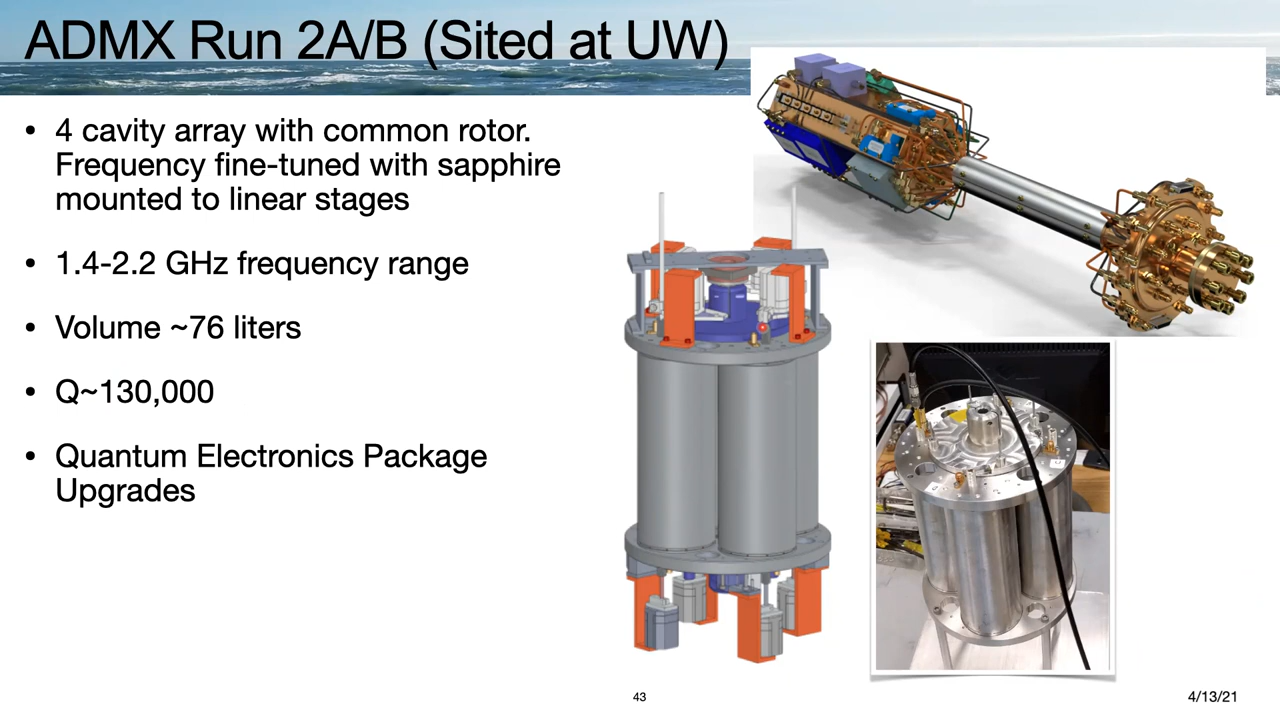 ADMX Run 2A/B (Sited at UW)
• 4 cavity array with common rotor.
Frequency fine-tuned with sapphire
mounted to linear stages
• 1.4-2.2 GHz frequency range
• Volume ~76 liters
• Q~130,000
• Quantum Electronics Package
Upgrades
43
4/13/21